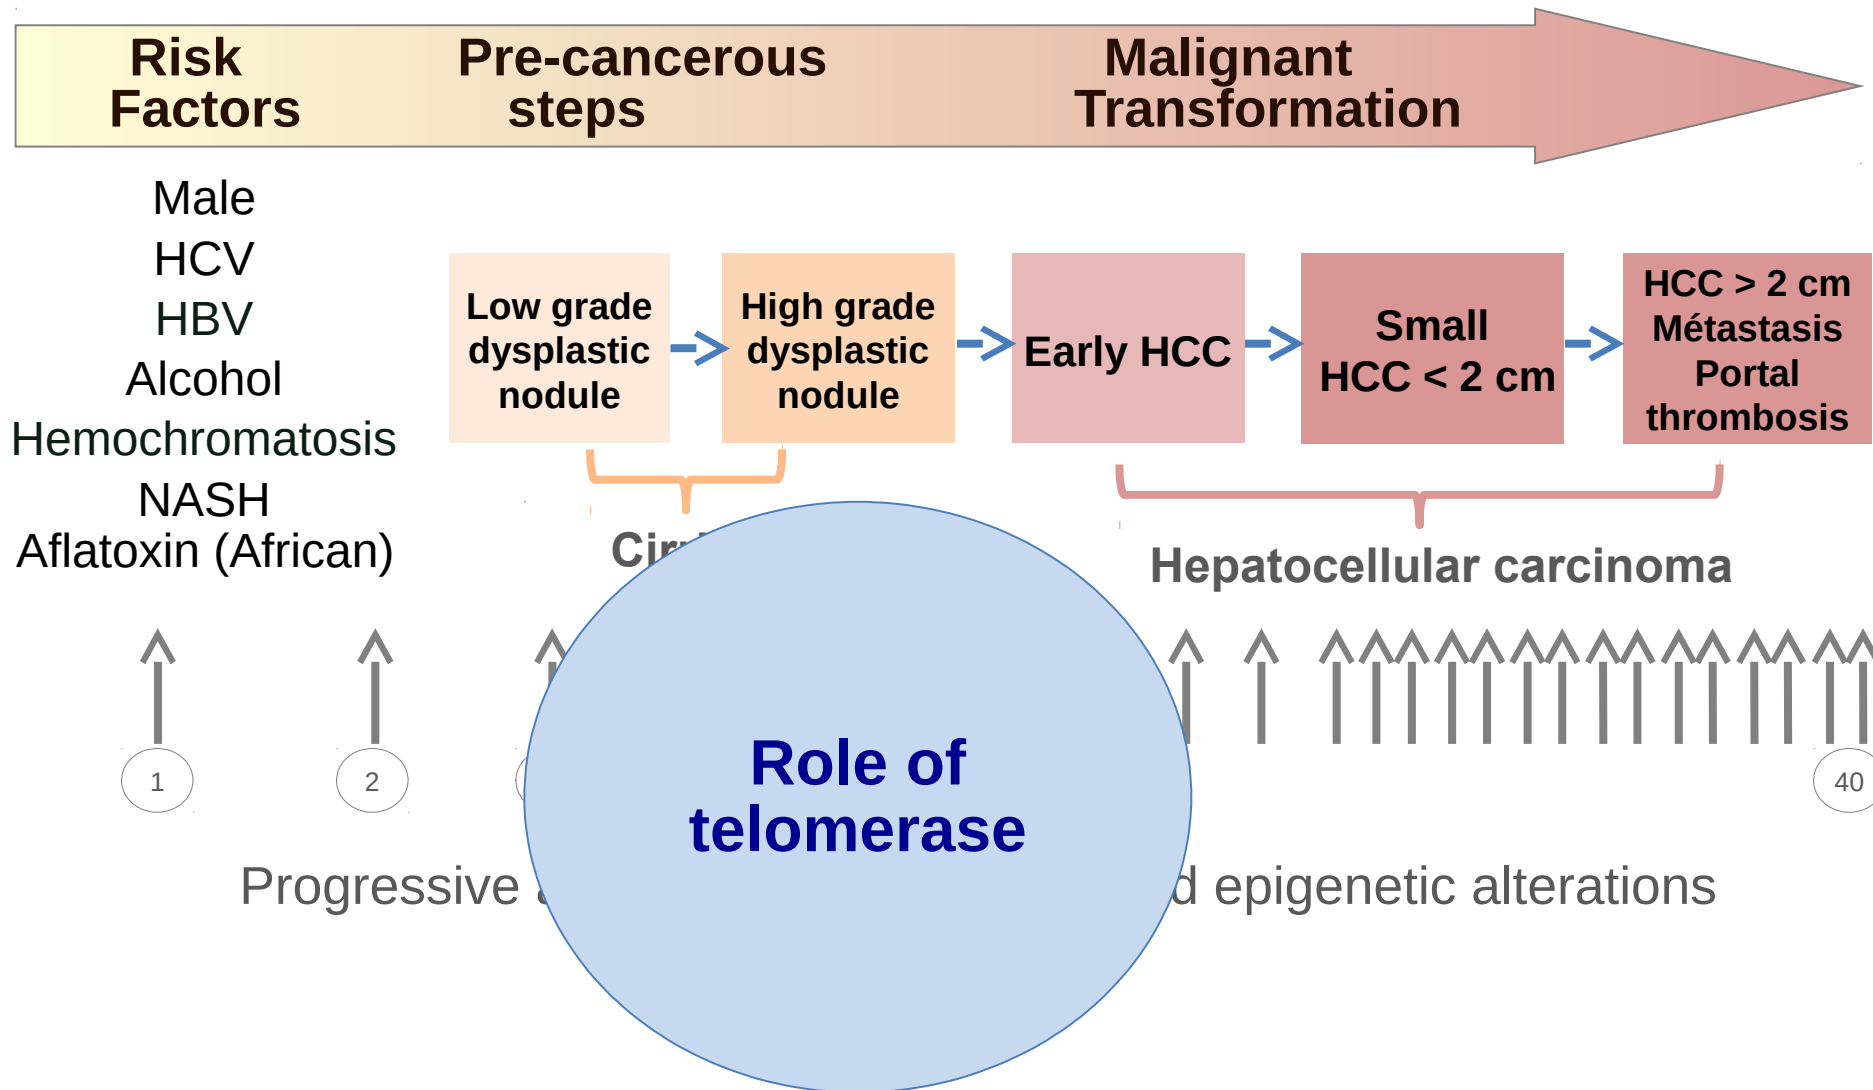 Risk
Factors
Pre-cancerous
steps
Malignant
Transformation
Male
HCV
HBV
Alcohol
Hemochromatosis
NASH
Aflatoxin (African)
Low grade
dysplastic
nodule
High grade
dysplastic
nodule
Early HCC
Small
HCC < 2 cm
HCC > 2 cm
Métastasis
Portal
thrombosis
Hepatocellular carcinoma
1
2
40
Role of
telomerase
Progressive
epigenetic alterations